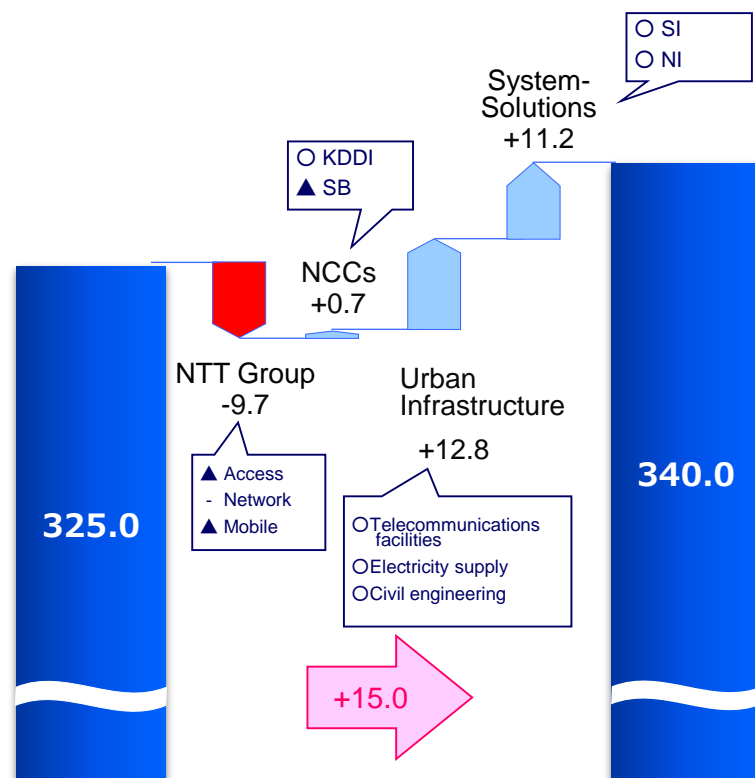 ○ SI
○ NI
System-
Solutions
+11.2
○ KDDI
▲ SB
NCCs
+0.7
NTT Group
-9.7
▲ Access
- Network
▲ Mobile
Urban
Infrastructure
+12.8
○Telecommunications
facilities
○Electricity supply
○Civil engineering
325.0
340.0
+15.0